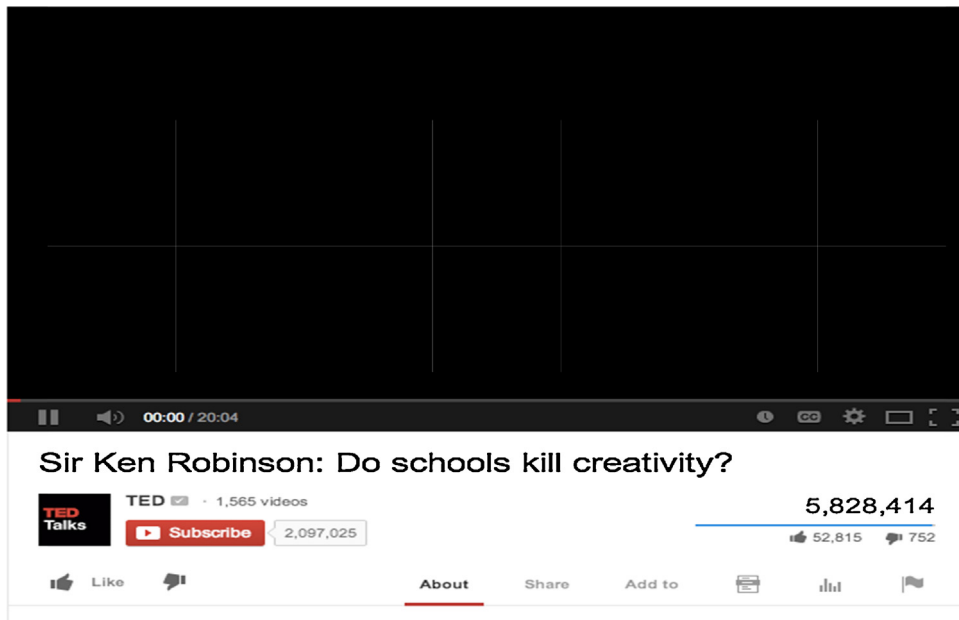 00:00 / 20:04
CC
Sir Ken Robinson: Do schools kill creativity?
TED
Talks
TED · 1,565 videos
Subscribe 2,097,025
5,828,414
52,815 752
Like
About Share Add to